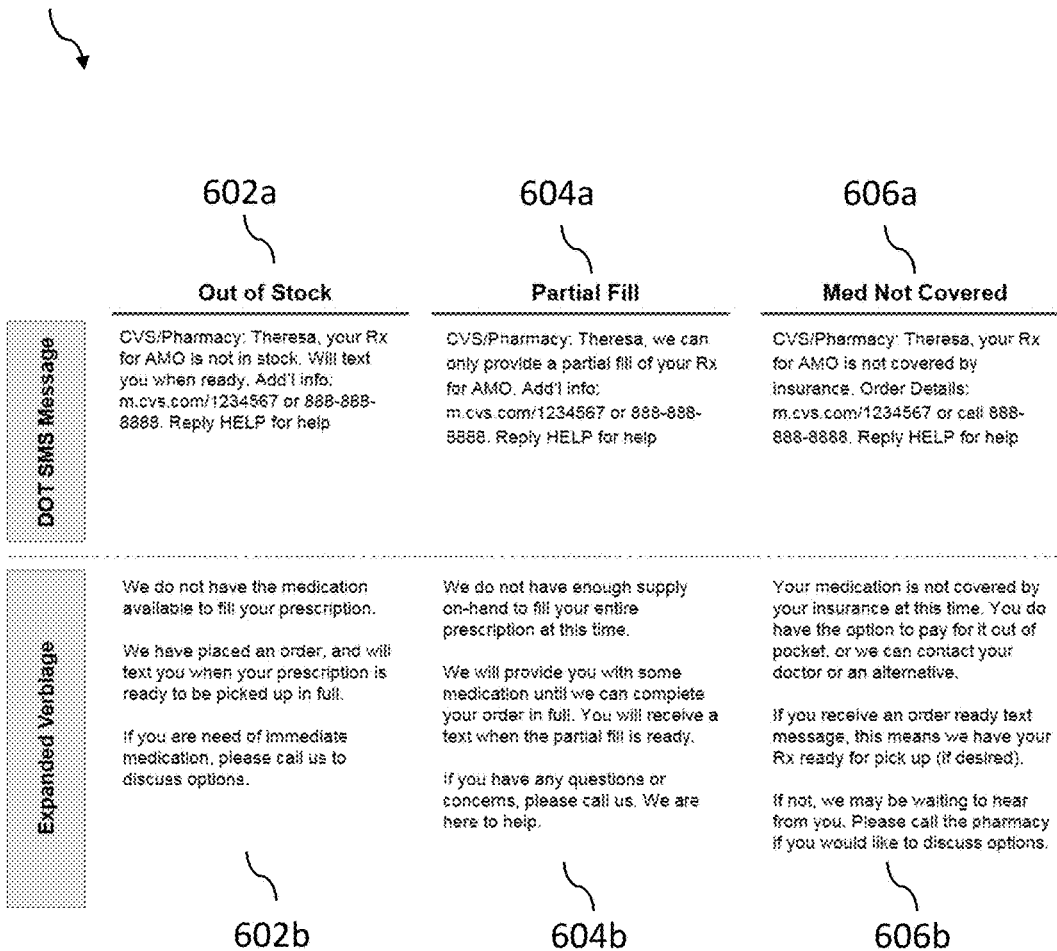 602a
604a
606a
Out of Stock
Partial Fill
Med Not Covered
DOT SMS Message
CVS/Pharmacy: Theresa, your Rx
for AMO is not in stock. Will text
you when ready. Add'l info:
m.cvs.com/1234567 or 888-888-
8888. Reply HELP for help
CVS/Pharmacy: Theresa, we can
only provide a partial fill of your Rx
for AMO. Add'l info:
m.cvs.com/1234567 or 888-888-
8888. Reply HELP for help
CVS/Pharmacy: Theresa, your Rx
for AMO is not covered by
insurance. Order Details:
m.cvs.com/1234567 or call 888-
888-8888. Reply HELP for help
Expanded Verbiage
We do not have the medication
available to fill your prescription.
We have placed an order, and will
text you when your prescription is
ready to be picked up in full.
If you are need of immediate
medication, please call us to
discuss options.
We do not have enough supply
on-hand to fill your entire
prescription at this time.
We will provide you with some
medication until we can complete
your order in full. You will receive a
text when the partial fill is ready.
If you have any questions or
concerns, please call us. We are
here to help.
Your medication is not covered by
your insurance at this time. You do
have the option to pay for it out of
pocket, or we can contact your
doctor or an alternative.
If you receive an order ready text
message, this means we have your
Rx ready for pick up (if desired).
If not, we may be waiting to hear
from you. Please call the pharmacy
if you would like to discuss options.
602b
604b
606b